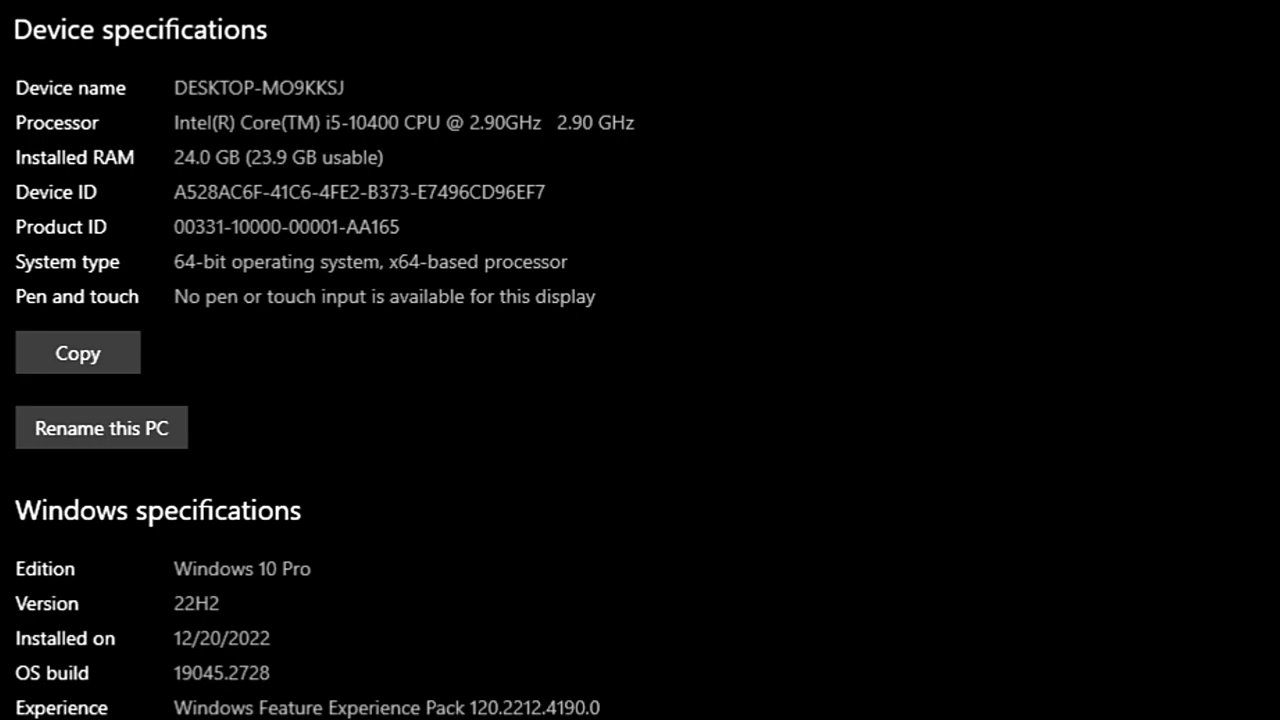 Device specifications
Device name DESKTOP-MO9KKSJ
Processor Intel(R) Core(TM) i5-10400 CPU @ 2.90GHz 2.90 GHz
Installed RAM 24.0 GB (23.9 GB usable)
Device ID A528AC6F-41C6-4FE2-B373-E7496CD96EF7
Product ID 00331-10000-00001-AA165
System type 64-bit operating system, x64-based processor
Pen and touch No pen or touch input is available for this display
Copy
Rename this PC
Windows specifications
Edition Windows 10 Pro
Version 22H2
Installed on 12/20/2022
OS build 19045.2728
Experience Windows Feature Experience Pack 120.2212.4190.0